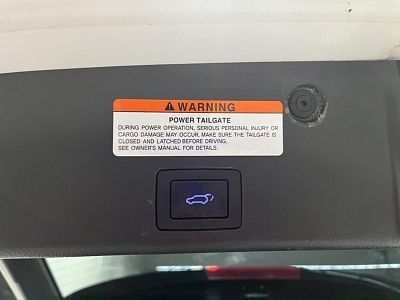 WARNING
POWER TAILGATE
DURING POWER OPERATION, SERIOUS PERSONAL INJURY OR
CARGO DAMAGE MAY OCCUR. MAKE SURE THE TAILGATE IS
CLOSED AND LATCHED BEFORE DRIVING.
SEE OWNER'S MANUAL FOR DETAILS.